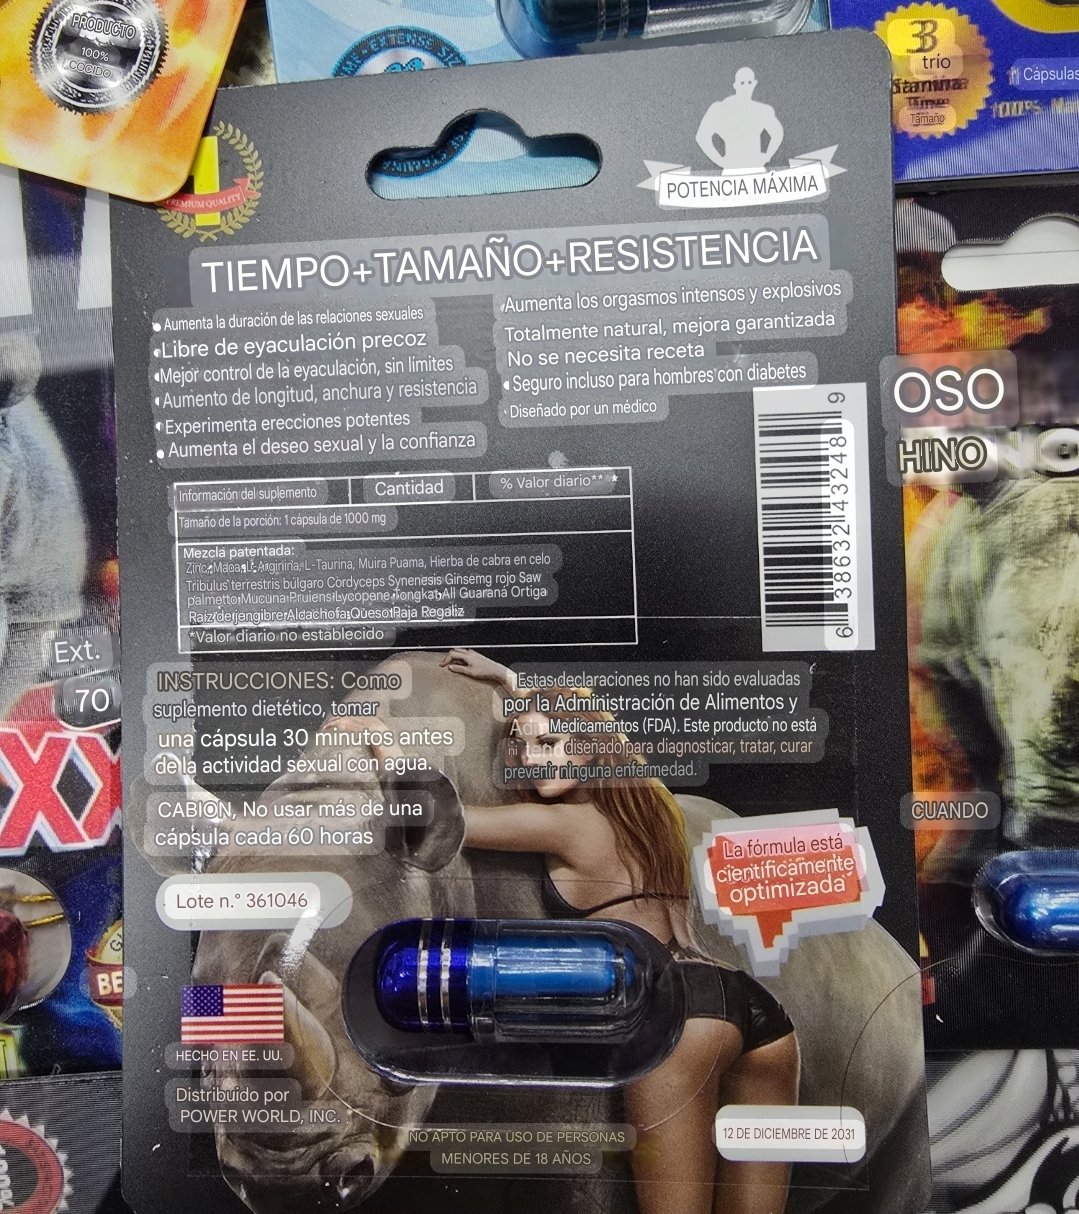 PRODUCTO
100%
COCIDO
3
trío
Cápsulas
Tamaño
PREMIUM QUALITY
POTENCIA MÁXIMA
TIEMPO+TAMAÑO+RESISTENCIA
• Aumenta la duración de las relaciones sexuales
• Libre de eyaculación precoz
• Mejor control de la eyaculación, sin límites
• Aumento de longitud, anchura y resistencia
• Experimenta erecciones potentes
• Aumenta el deseo sexual y la confianza
Aumenta los orgasmos intensos y explosivos
Totalmente natural, mejora garantizada
No se necesita receta
• Seguro incluso para hombres con diabetes
· Diseñado por un médico
Información del suplemento Cantidad % Valor diario**
Tamaño de la porción: 1 cápsula de 1000 mg
Mezcla patentada:
Zinc, Maca, L-Arginina, L-Taurina, Muira Puama, Hierba de cabra en celo
Tribulus terrestris búlgaro Cordyceps Synenesis Ginsemg rojo Saw
palmetto Mucuna Pruiensi Lycopene Tongkat All Guaraná Ortiga
Raíz de jengibre Alcachofa Queso Paja Regaliz
*Valor diario no establecido
6 38632 43248 9
OSO
HINO
Ext.
70
XX
INSTRUCCIONES: Como
suplemento dietético, tomar
una cápsula 30 minutos antes
de la actividad sexual con agua.
CABION, No usar más de una
cápsula cada 60 horas
Estas declaraciones no han sido evaluadas
por la Administración de Alimentos y
Medicamentos (FDA). Este producto no está
diseñado para diagnosticar, tratar, curar
prevenir ninguna enfermedad.
CUANDO
La fórmula está
científicamente
optimizada
Lote n.° 361046
BE
HECHO EN EE. UU.
Distribuido por
POWER WORLD, INC.
NO APTO PARA USO DE PERSONAS
MENORES DE 18 AÑOS
12 DE DICIEMBRE DE 2031